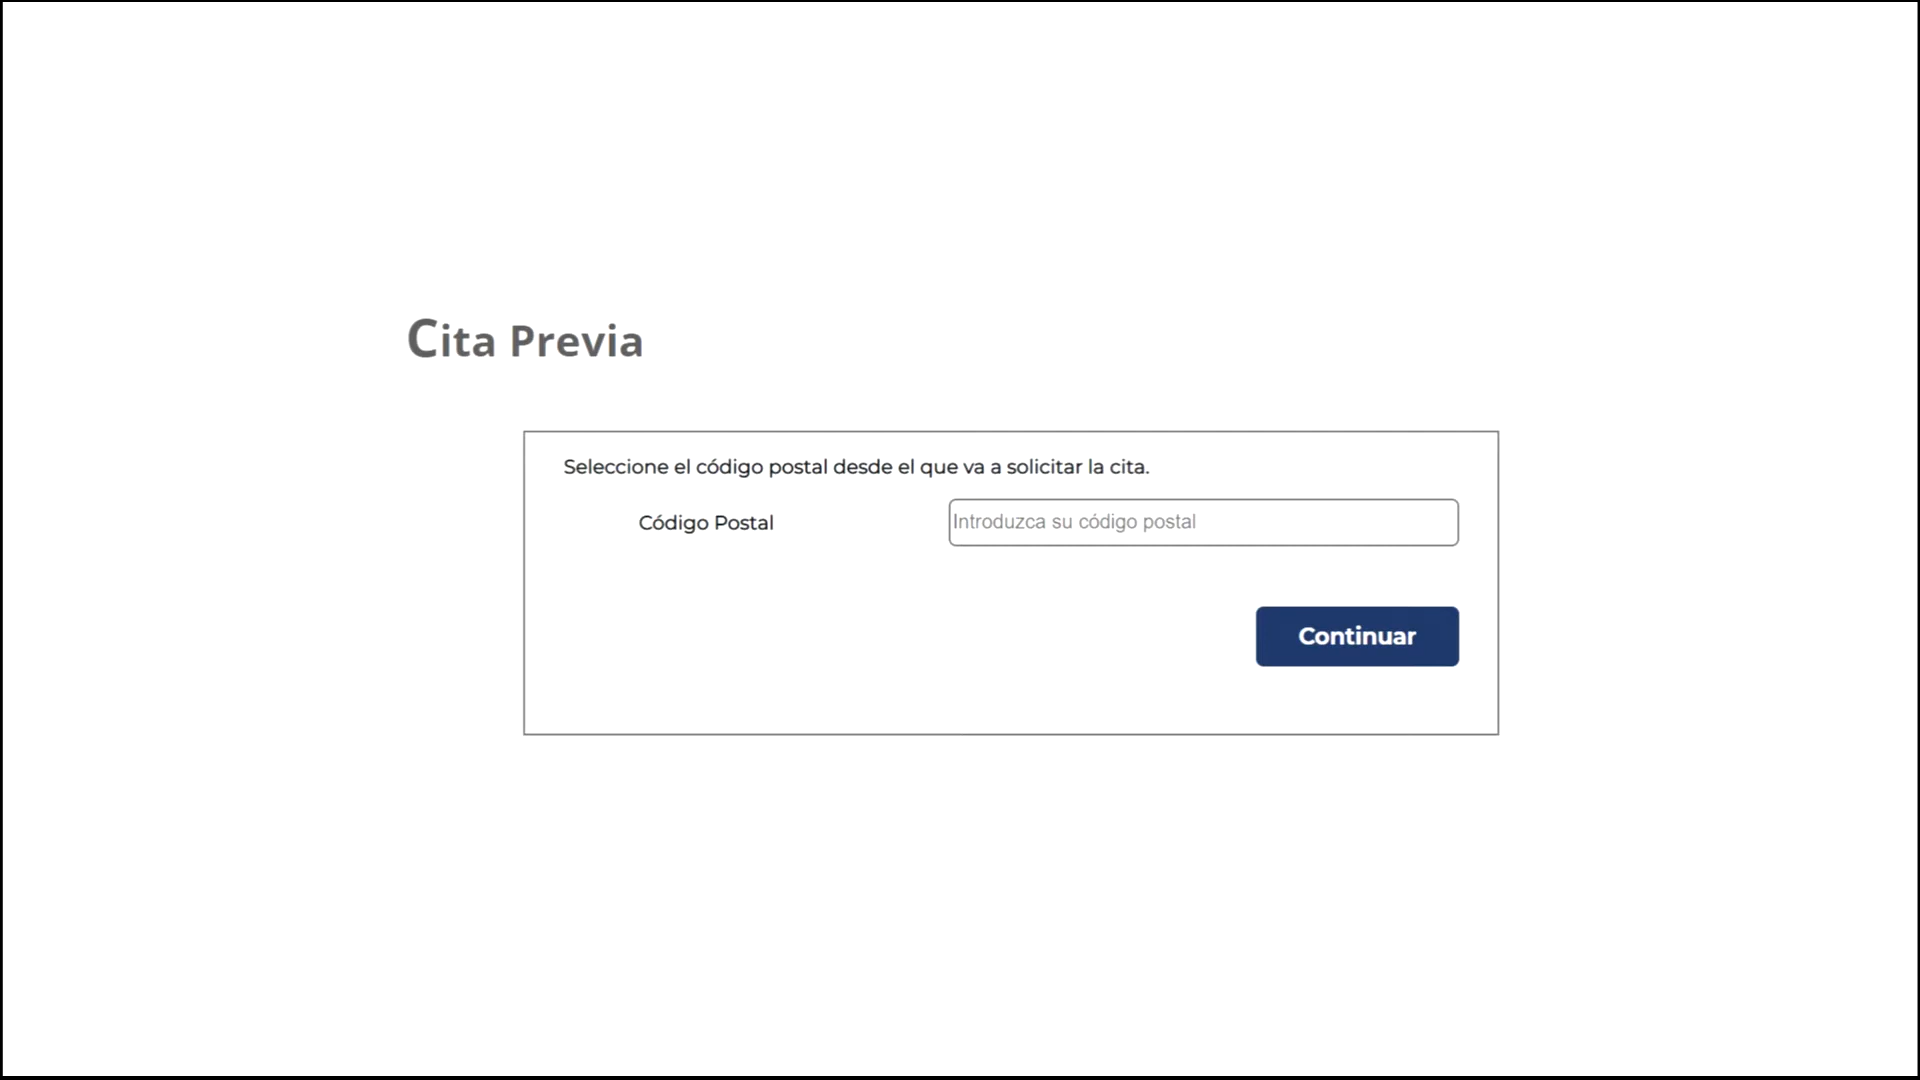 Cita Previa
Seleccione el código postal desde el que va a solicitar la cita.
Código Postal
Introduzca su código postal
Continuar